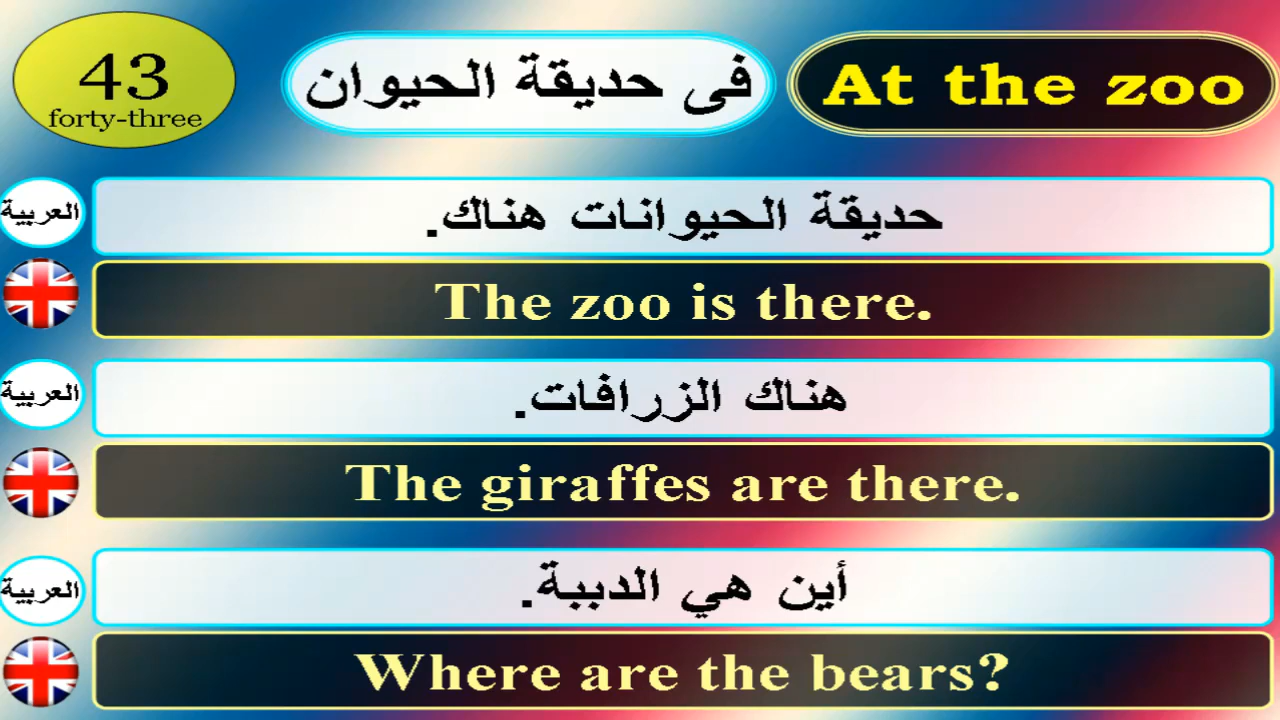 43
forty-three
فى حديقة الحيوان
At the zoo
العربية
حديقة الحيوانات هناك.
The zoo is there.
العربية
هناك الزرافات.
The giraffes are there.
العربية
أين هي الدببة.
Where are the bears?